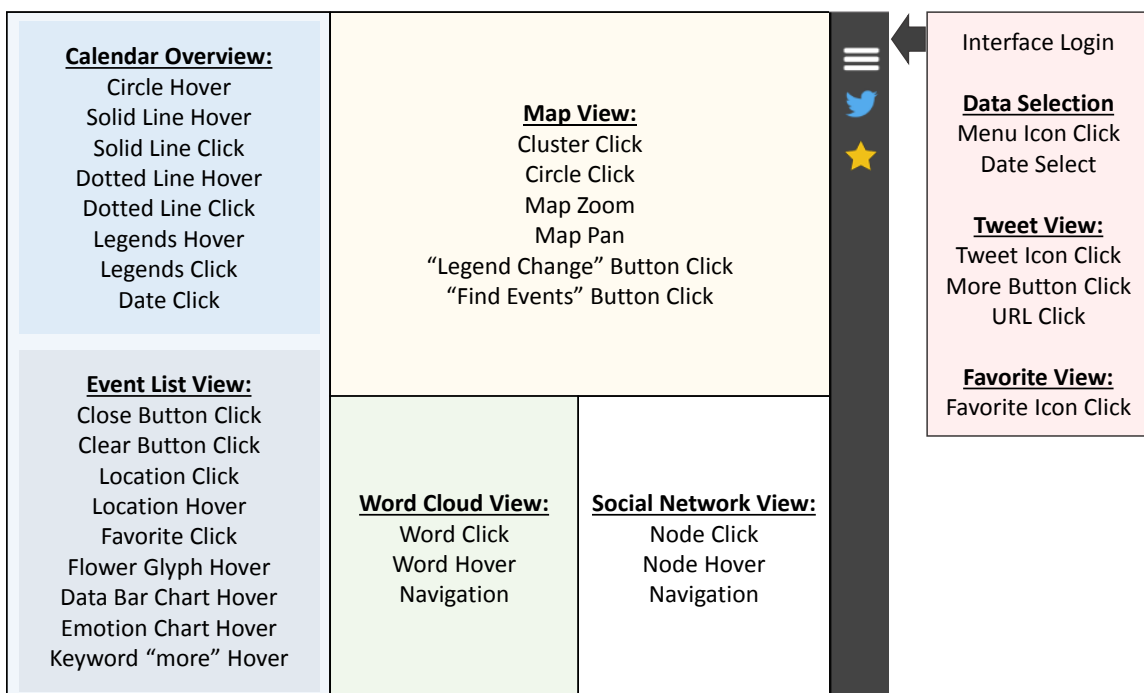 Calendar Overview:
Circle Hover
Solid Line Hover
Solid Line Click
Dotted Line Hover
Dotted Line Click
Legends Hover
Legends Click
Date Click
Event List View:
Close Button Click
Clear Button Click
Location Click
Location Hover
Favorite Click
Flower Glyph Hover
Data Bar Chart Hover
Emotion Chart Hover
Keyword “more” Hover
Map View:
Cluster Click
Circle Click
Map Zoom
Map Pan
“Legend Change” Button Click
“Find Events” Button Click
Word Cloud View:
Word Click
Word Hover
Navigation
Social Network View:
Node Click
Node Hover
Navigation
Interface Login
Data Selection
Menu Icon Click
Date Select
Tweet View:
Tweet Icon Click
More Button Click
URL Click
Favorite View:
Favorite Icon Click